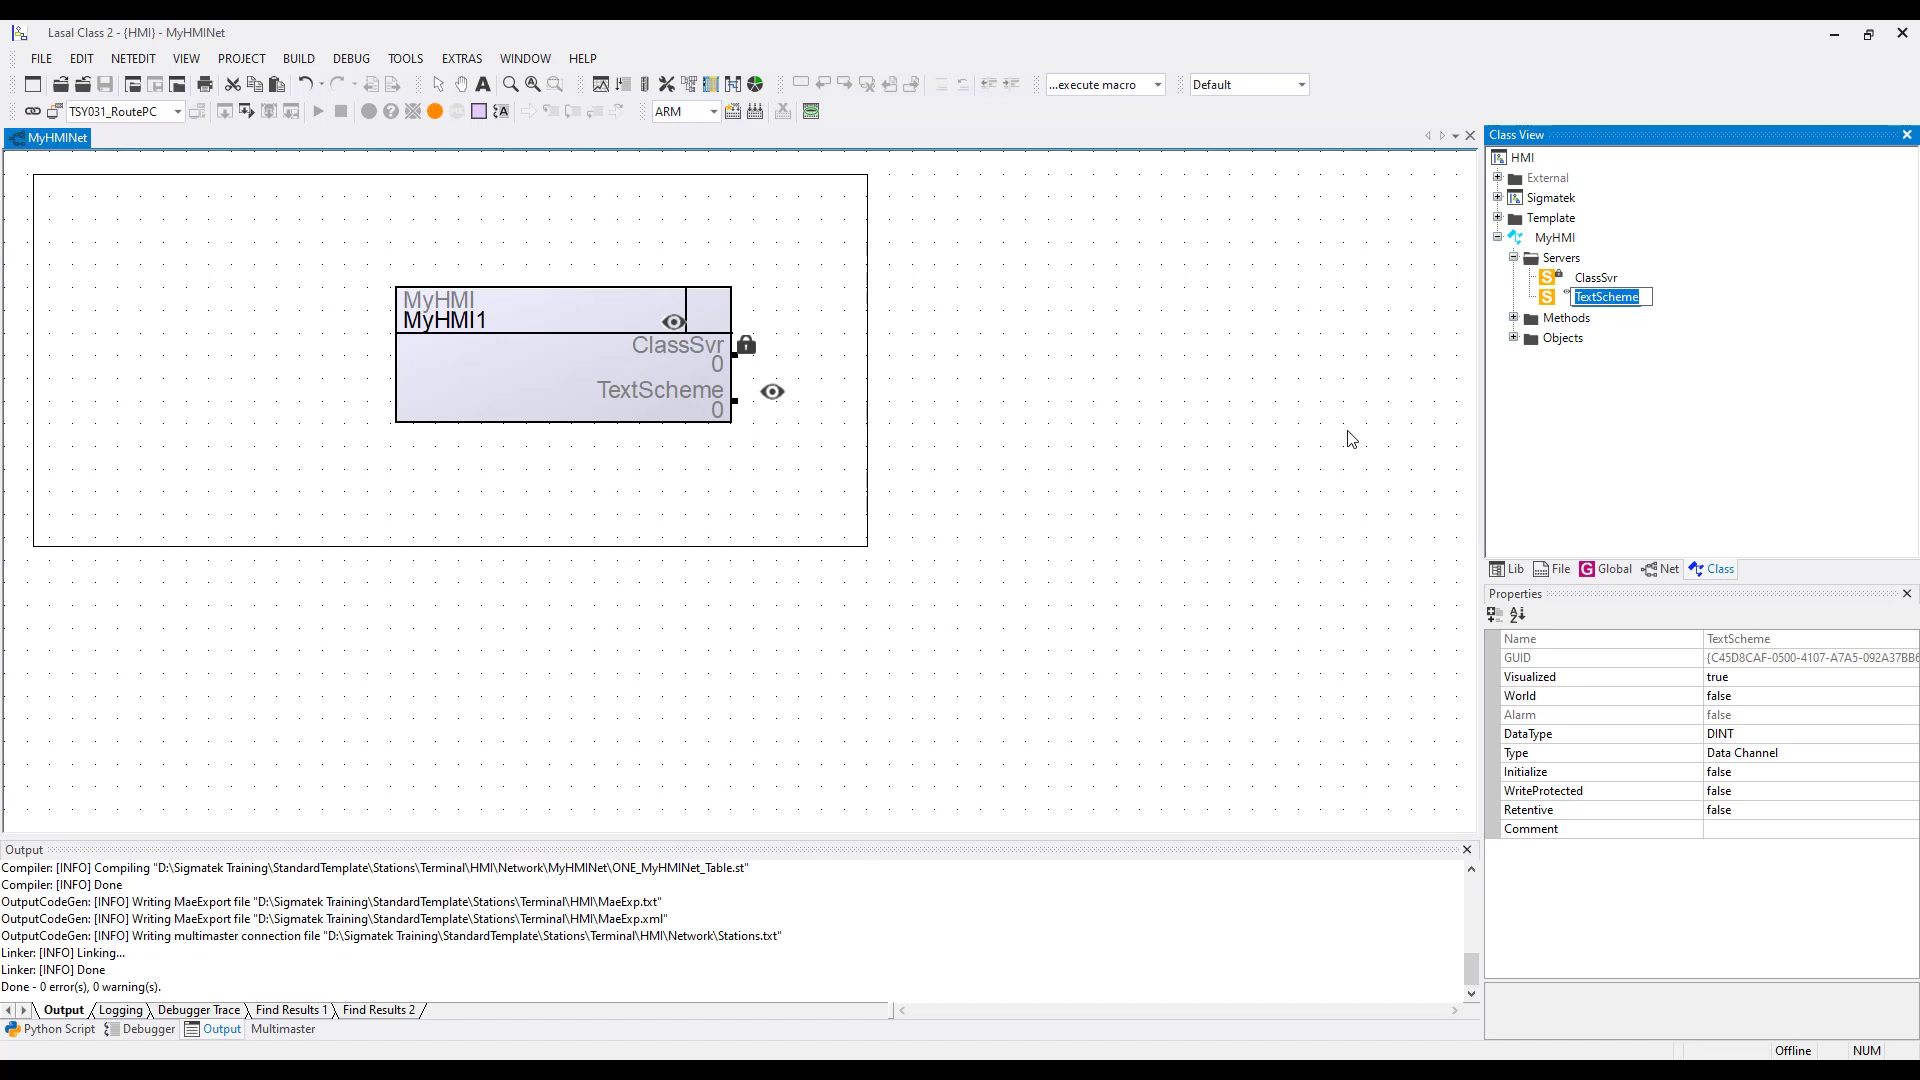 Lasal Class 2 - {HMI} - MyHMINet
FILE EDIT NETEDIT VIEW PROJECT BUILD DEBUG TOOLS EXTRAS WINDOW HELP
...execute macro Default
TSY031_RoutePC ARM
MyHMINet
MyHMI
MyHMI1
ClassSvr
0
TextScheme
0
Class View
HMI
External
Sigmatek
Template
MyHMI
Servers
ClassSvr
TextScheme
Methods
Objects
Lib File Global Net Class
Properties
Name TextScheme
GUID {C45D8CAF-0500-4107-A7A5-092A37BB6
Visualized true
World false
Alarm false
DataType DINT
Type Data Channel
Initialize false
WriteProtected false
Retentive false
Comment
Output
Compiler: [INFO] Compiling "D:\Sigmatek Training\StandardTemplate\Stations\Terminal\HMI\Network\MyHMINet\ONE_MyHMINet_Table.st"
Compiler: [INFO] Done
OutputCodeGen: [INFO] Writing MaeExport file "D:\Sigmatek Training\StandardTemplate\Stations\Terminal\HMI\MaeExp.txt"
OutputCodeGen: [INFO] Writing MaeExport file "D:\Sigmatek Training\StandardTemplate\Stations\Terminal\HMI\MaeExp.xml"
OutputCodeGen: [INFO] Writing multimaster connection file "D:\Sigmatek Training\StandardTemplate\Stations\Terminal\HMI\Network\Stations.txt"
Linker: [INFO] Linking...
Linker: [INFO] Done
Done - 0 error(s), 0 warning(s).
Output Logging Debugger Trace Find Results 1 Find Results 2
Python Script Debugger Output Multimaster
Offline NUM